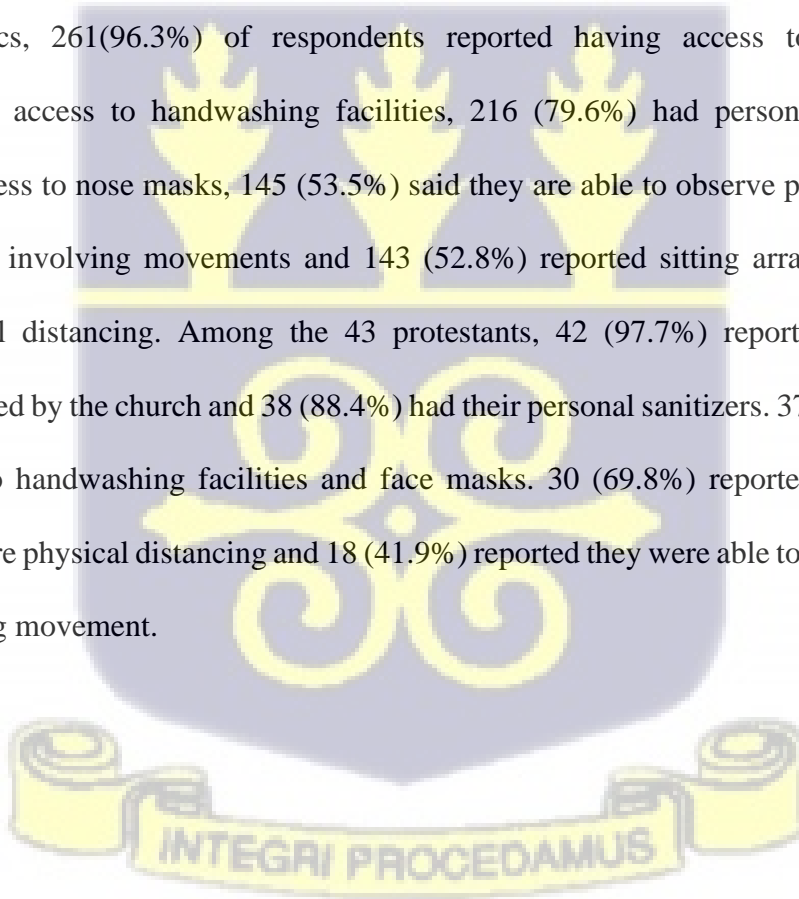 cs, 261(96.3%) of respondents reported having access to
access to handwashing facilities, 216 (79.6%) had person
ess to nose masks, 145 (53.5%) said they are able to observe p
involving movements and 143 (52.8%) reported sitting arra
l distancing. Among the 43 protestants, 42 (97.7%) report
ed by the church and 38 (88.4%) had their personal sanitizers. 37
o handwashing facilities and face masks. 30 (69.8%) reporte
re physical distancing and 18 (41.9%) reported they were able to
g movement.
INTEGRI PROCEDAMUS